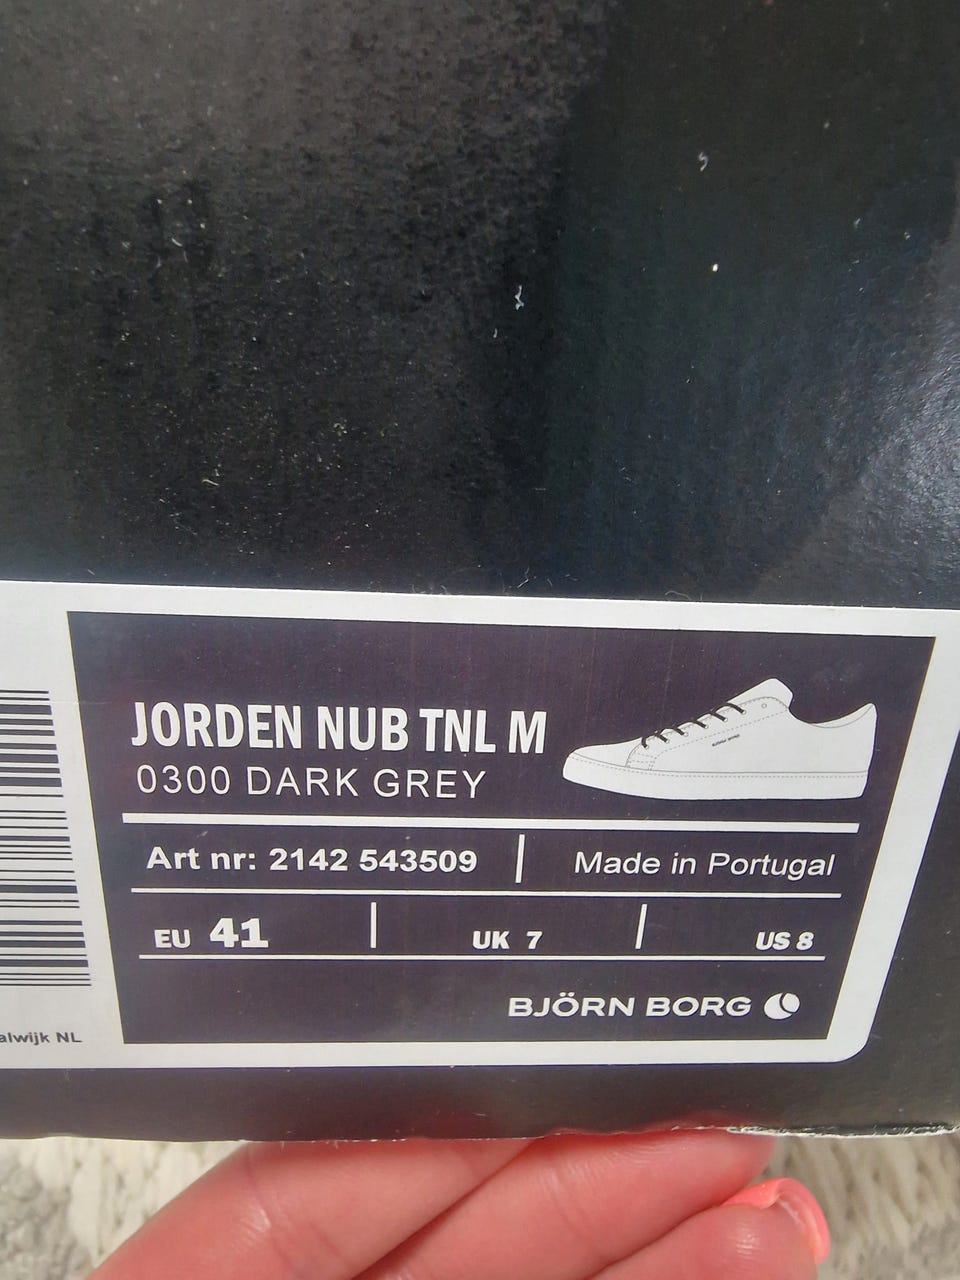 JORDEN NUB TNL M
0300 DARK GREY
Art nr: 2142 543509 Made in Portugal
EU 41 UK 7 US 8
BJÖRN BORG
NL